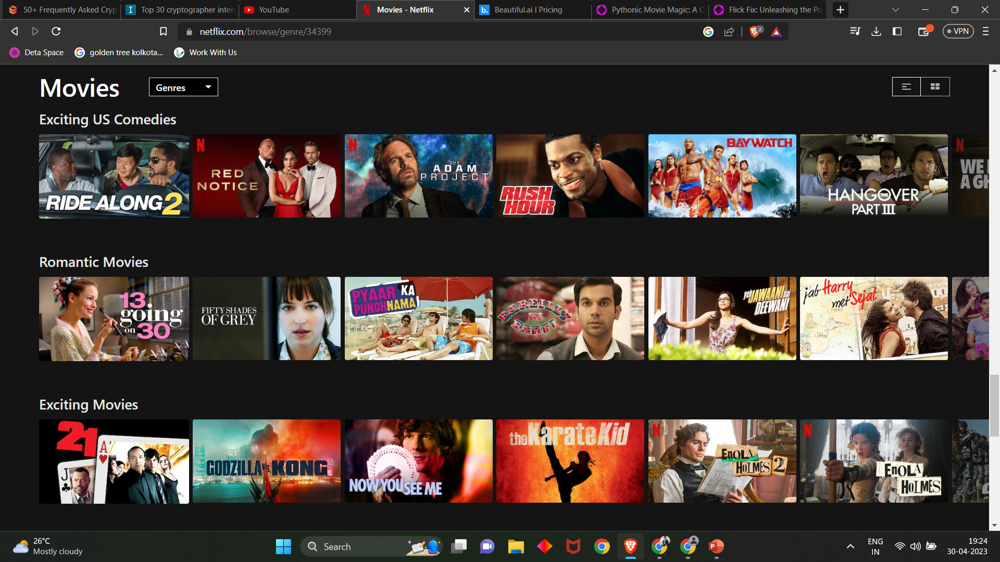 50+ Frequently Asked Cryp
Top 30 cryptographer inter
YouTube
Movies - Netflix
Beautiful.ai | Pricing
Pythonic Movie Magic: A C
Flick Fix: Unleashing the Po
netflix.com/browse/genre/34399
2
VPN
Deta Space
golden tree kolkota...
Work With Us
Movies
Genres
Exciting US Comedies
RIDE ALONG 2
RED NOTICE
THE ADAM PROJECT
RUSH HOUR
BAYWATCH
THE HANGOVER PART III
WE
A GH
Romantic Movies
13 going on 30
FIFTY SHADES OF GREY
PYAAR KA PUNCHNAMA
BAREILLY KI BARFI
yeh JAWAANI hai DEEWANI
jab Harry met Sejal
FRANCE
SPAIN
Exciting Movies
21
A
J
GODZILLA VS. KONG
NOW YOU SEE ME
the Karate Kid
ENOLA HOLMES 2
ENOLA HOLMES
26°C
Mostly cloudy
Search
ENG
IN
19:24
30-04-2023